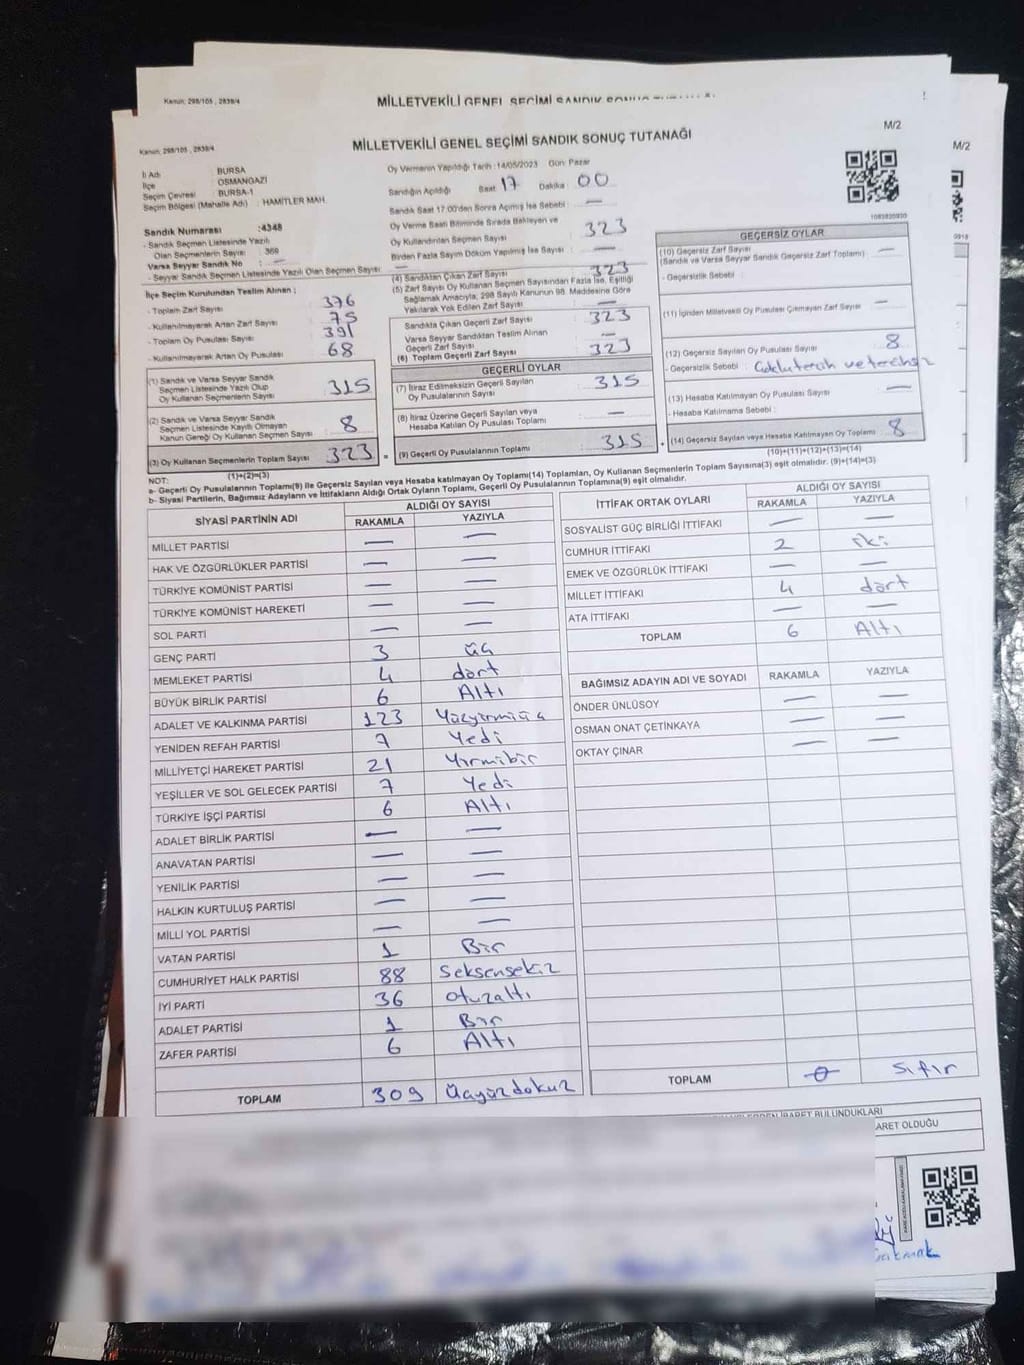 Kanun; 298/105 , 2839/4
MİLLETVEKİLİ GENEL SEÇİMİ SANDIK
M/2
MİLLETVEKİLİ GENEL SEÇİMİ SANDIK SONUÇ TUTANAĞI
M/2
Kanun; 298/105 , 2839/4
İl Adı : BURSA
İlçe : OSMANGAZİ
Seçim Çevresi : BURSA-1
Seçim Bölgesi (Mahalle Adı) : HAMİTLER MAH.
Sandık Numarası :4348
- Sandık Seçmen Listesinde Yazılı
Olan Seçmenlerin Sayısı : 369
Varsa Seyyar Sandık No : —
- Seyyar Sandık Seçmen Listesinde Yazılı Olan Seçmen Sayısı: —
İlçe Seçim Kurulundan Teslim Alınan ;
- Toplam Zarf Sayısı : 376
- Kullanılmayarak Artan Zarf Sayısı : 75
- Toplam Oy Pusulası Sayısı : 391
- Kullanılmayarak Artan Oy Pusulası : 68
(1) Sandık ve Varsa Seyyar Sandık
Seçmen Listesinde Yazılı Olup
Oy Kullanan Seçmenlerin Sayısı : 315
(2) Sandık ve Varsa Seyyar Sandık
Seçmen Listesinde Kayıtlı Olmayan
Kanun Gereği Oy Kullanan Seçmen Sayısı : 8
(3) Oy Kullanan Seçmenlerin Toplam Sayısı : 323
(1)+(2)=(3)
Oy Vermenin Yapıldığı Tarih :14/05/2023 Gün: Pazar
Sandığın Açıldığı Saat 17 Dakika : 00
Sandık Saat 17:00'den Sonra Açılmış İse Sebebi : —
Oy Verme Saati Bitiminde Sırada Bekleyen ve
Oy Kullandırılan Seçmen Sayısı : 323
Birden Fazla Sayım Döküm Yapılmış İse Sayısı : —
(4) Sandıktan Çıkan Zarf Sayısı : 323
(5) Zarf Sayısı Oy Kullanan Seçmen Sayısından Fazla İse, Eşitliği
Sağlamak Amacıyla; 298 Sayılı Kanunun 98. Maddesine Göre
Yakılarak Yok Edilen Zarf Sayısı : —
Sandıkta Çıkan Geçerli Zarf Sayısı : 323
Varsa Seyyar Sandıktan Teslim Alınan
Geçerli Zarf Sayısı : —
(6) Toplam Geçerli Zarf Sayısı : 323
GEÇERLİ OYLAR
(7) İtiraz Edilmeksizin Geçerli Sayılan
Oy Pusulalarının Sayısı : 315
(8) İtiraz Üzerine Geçerli Sayılan veya
Hesaba Katılan Oy Pusulası Toplamı : —
(9) Geçerli Oy Pusulalarının Toplamı : 315
1083820920
GEÇERSİZ OYLAR
(10) Geçersiz Zarf Sayısı : —
(Sandık ve Varsa Seyyar Sandık Geçersiz Zarf Toplamı)
- Geçersizlik Sebebi :
(11) İçinden Milletvekili Oy Pusulası Çıkmayan Zarf Sayısı : —
(12) Geçersiz Sayılan Oy Pusulası Sayısı : 8
- Geçersizlik Sebebi :
(13) Hesaba Katılmayan Oy Pusulası Sayısı : —
- Hesaba Katılmama Sebebi :
(14) Geçersiz Sayılan veya Hesaba Katılmayan Oy Toplamı : 8
(10)+(11)+(12)+(13)=(14)
NOT:
a- Geçerli Oy Pusulalarının Toplamı(9) ile Geçersiz Sayılan veya Hesaba katılmayan Oy Toplamı(14) Toplamları, Oy Kullanan Seçmenlerin Toplam Sayısına(3) eşit olmalıdır. (9)+(14)=(3)
b- Siyasi Partilerin, Bağımsız Adayların ve İttifakların Aldığı Ortak Oyların Toplamı, Geçerli Oy Pusulalarının Toplamına(9) eşit olmalıdır.
SİYASİ PARTİNİN ADI ALDIĞI OY SAYISI
RAKAMLA YAZIYLA
MİLLET PARTİSİ — —
HAK VE ÖZGÜRLÜKLER PARTİSİ — —
TÜRKİYE KOMÜNİST PARTİSİ — —
TÜRKİYE KOMÜNİST HAREKETİ — —
SOL PARTİ — —
GENÇ PARTİ 3 üç
MEMLEKET PARTİSİ 4 dört
BÜYÜK BİRLİK PARTİSİ 6 Altı
ADALET VE KALKINMA PARTİSİ 123 Yüzyirmiüç
YENİDEN REFAH PARTİSİ 7 Yedi
MİLLİYETÇİ HAREKET PARTİSİ 21 Yirmibir
YEŞİLLER VE SOL GELECEK PARTİSİ 7 Yedi
TÜRKİYE İŞÇİ PARTİSİ 6 Altı
ADALET BİRLİK PARTİSİ — —
ANAVATAN PARTİSİ — —
YENİLİK PARTİSİ — —
HALKIN KURTULUŞ PARTİSİ — —
MİLLİ YOL PARTİSİ — —
VATAN PARTİSİ 1 Bir
CUMHURİYET HALK PARTİSİ 88 Seksensekiz
İYİ PARTİ 36 otuzaltı
ADALET PARTİSİ 1 Bir
ZAFER PARTİSİ 6 Altı
TOPLAM 309 Üçyüzdokuz
İTTİFAK ORTAK OYLARI ALDIĞI OY SAYISI
RAKAMLA YAZIYLA
SOSYALİST GÜÇ BİRLİĞİ İTTİFAKI — —
CUMHUR İTTİFAKI 2 iki
EMEK VE ÖZGÜRLÜK İTTİFAKI — —
MİLLET İTTİFAKI 4 dört
ATA İTTİFAKI — —
TOPLAM 6 Altı
BAĞIMSIZ ADAYIN ADI VE SOYADI RAKAMLA YAZIYLA
ÖNDER ÜNLÜSOY — —
OSMAN ONAT ÇETİNKAYA — —
OKTAY ÇINAR — —
TOPLAM 0 Sıfır
İBARET BULUNDUKLARI
ARET OLDUĞU